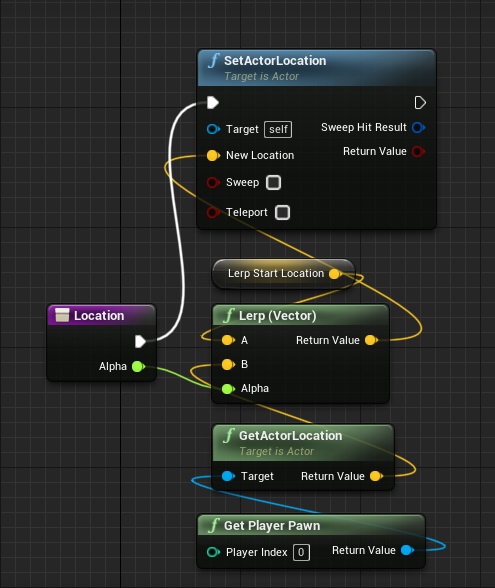 f SetActorLocation
Target is Actor
Target self Sweep Hit Result
New Location Return Value
Sweep
Teleport
Lerp Start Location
Location
Alpha
f Lerp (Vector)
A Return Value
B
Alpha
f GetActorLocation
Target is Actor
Target Return Value
f Get Player Pawn
Player Index 0 Return Value